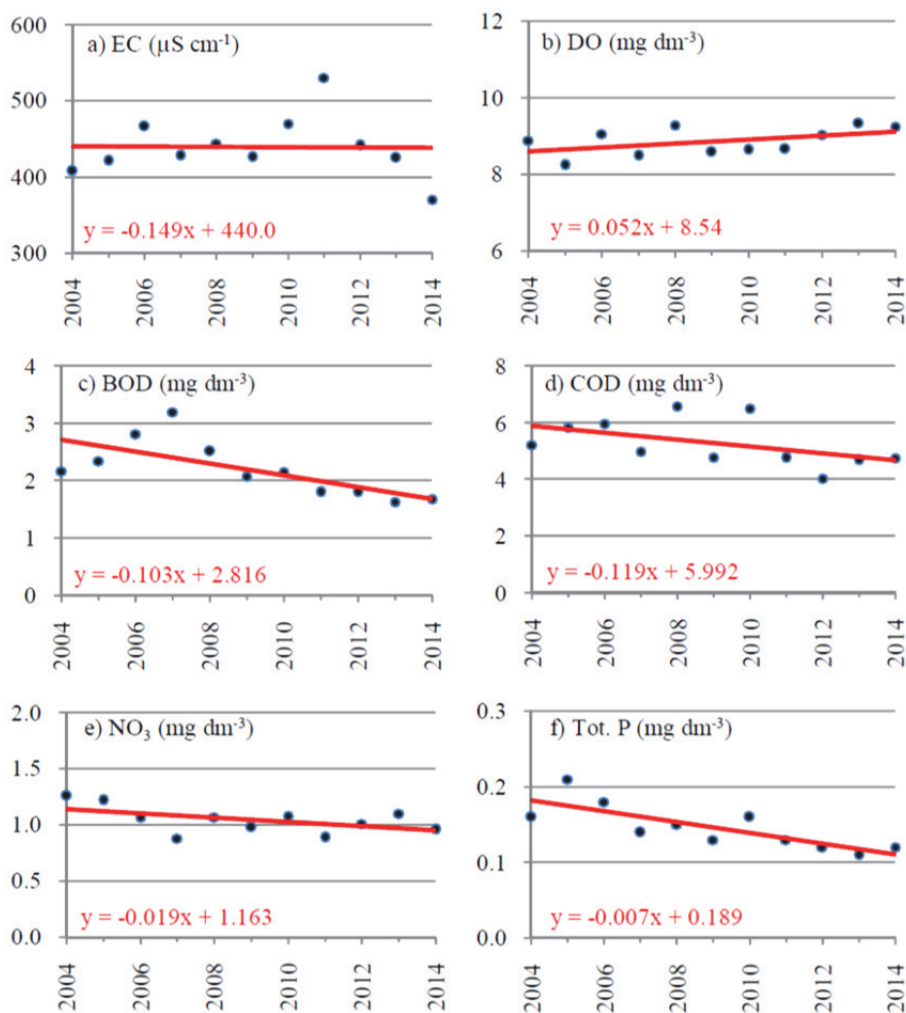 a) EC (µS cm⁻¹)
600
500
400
300
y = -0.149x + 440.0
2004 2006 2008 2010 2012 2014
b) DO (mg dm⁻³)
12
10
8
6
y = 0.052x + 8.54
2004 2006 2008 2010 2012 2014
c) BOD (mg dm⁻³)
4
3
2
1
0
y = -0.103x + 2.816
2004 2006 2008 2010 2012 2014
d) COD (mg dm⁻³)
8
6
4
2
0
y = -0.119x + 5.992
2004 2006 2008 2010 2012 2014
e) NO₃ (mg dm⁻³)
2.0
1.5
1.0
0.5
0.0
y = -0.019x + 1.163
2004 2006 2008 2010 2012 2014
f) Tot. P (mg dm⁻³)
0.3
0.2
0.1
0.0
y = -0.007x + 0.189
2004 2006 2008 2010 2012 2014